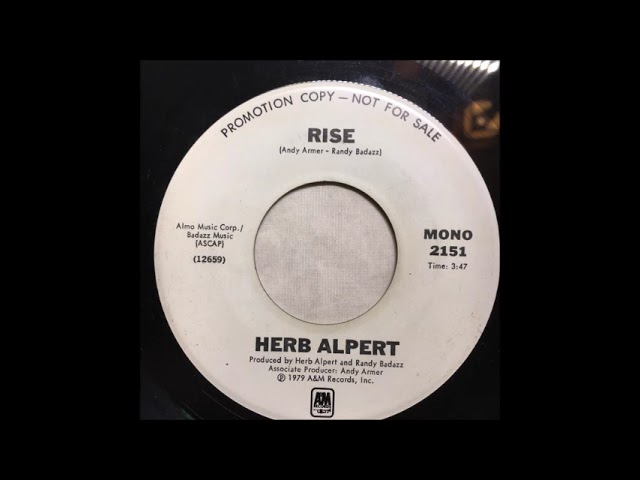 PROMOTION COPY — NOT FOR SALE
RISE
(Andy Armer - Randy Badazz)
Almo Music Corp./
Badazz Music
(ASCAP)
(12659)
MONO
2151
Time: 3:47
HERB ALPERT
Produced by Herb Alpert and Randy Badazz
Associate Producer: Andy Armer
℗ 1979 A&M Records, Inc.
A&M
RECORDS